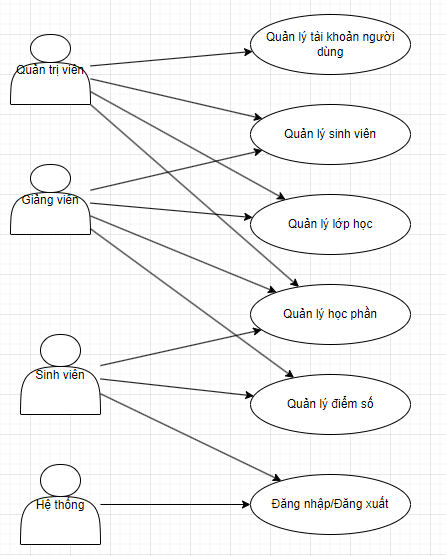 Quản trị viên
Quản lý tài khoản người
dùng
Quản lý sinh viên
Giảng viên
Quản lý lớp học
Quản lý học phần
Sinh viên
Quản lý điểm số
Hệ thống
Đăng nhập/Đăng xuất